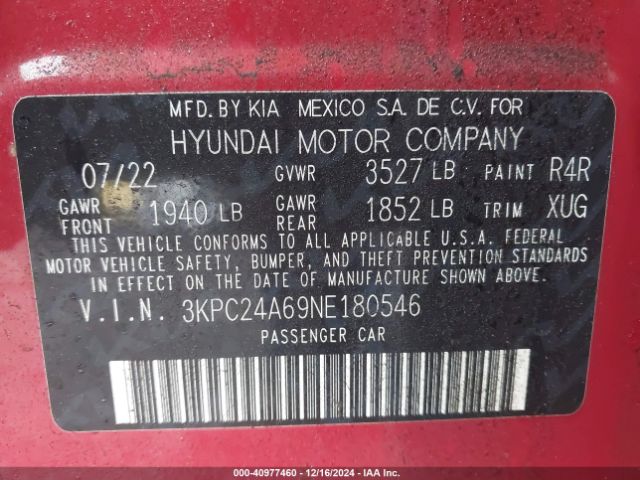 MFD. BY KIA MEXICO S.A. DE C.V. FOR
HYUNDAI MOTOR COMPANY
07/22 GVWR 3527 LB PAINT R4R
GAWR FRONT 1940 LB GAWR REAR 1852 LB TRIM XUG
THIS VEHICLE CONFORMS TO ALL APPLICABLE U.S.A. FEDERAL
MOTOR VEHICLE SAFETY, BUMPER, AND THEFT PREVENTION STANDARDS
IN EFFECT ON THE DATE OF MANUFACTURE SHOWN ABOVE.
V.I.N. 3KPC24A69NE180546
PASSENGER CAR
000-40977460 - 12/16/2024 - IAA Inc.